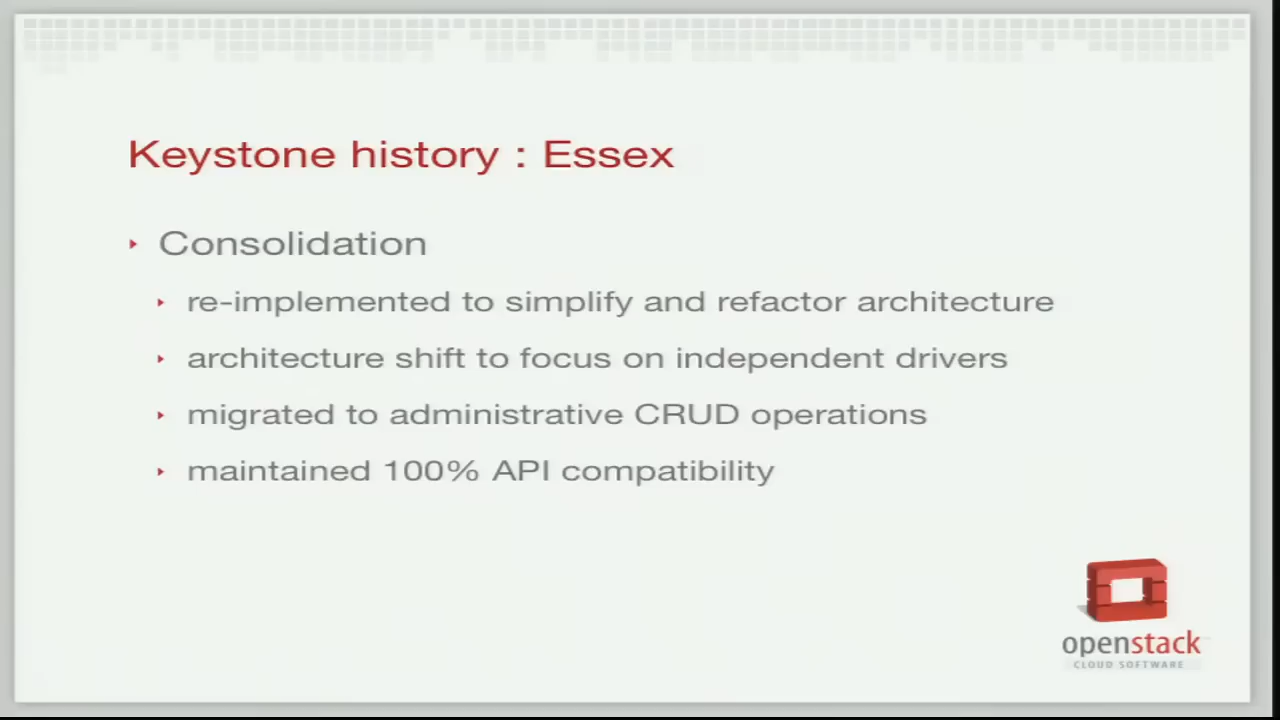 Keystone history : Essex
Consolidation
re-implemented to simplify and refactor architecture
architecture shift to focus on independent drivers
migrated to administrative CRUD operations
maintained 100% API compatibility
openstack
CLOUD SOFTWARE